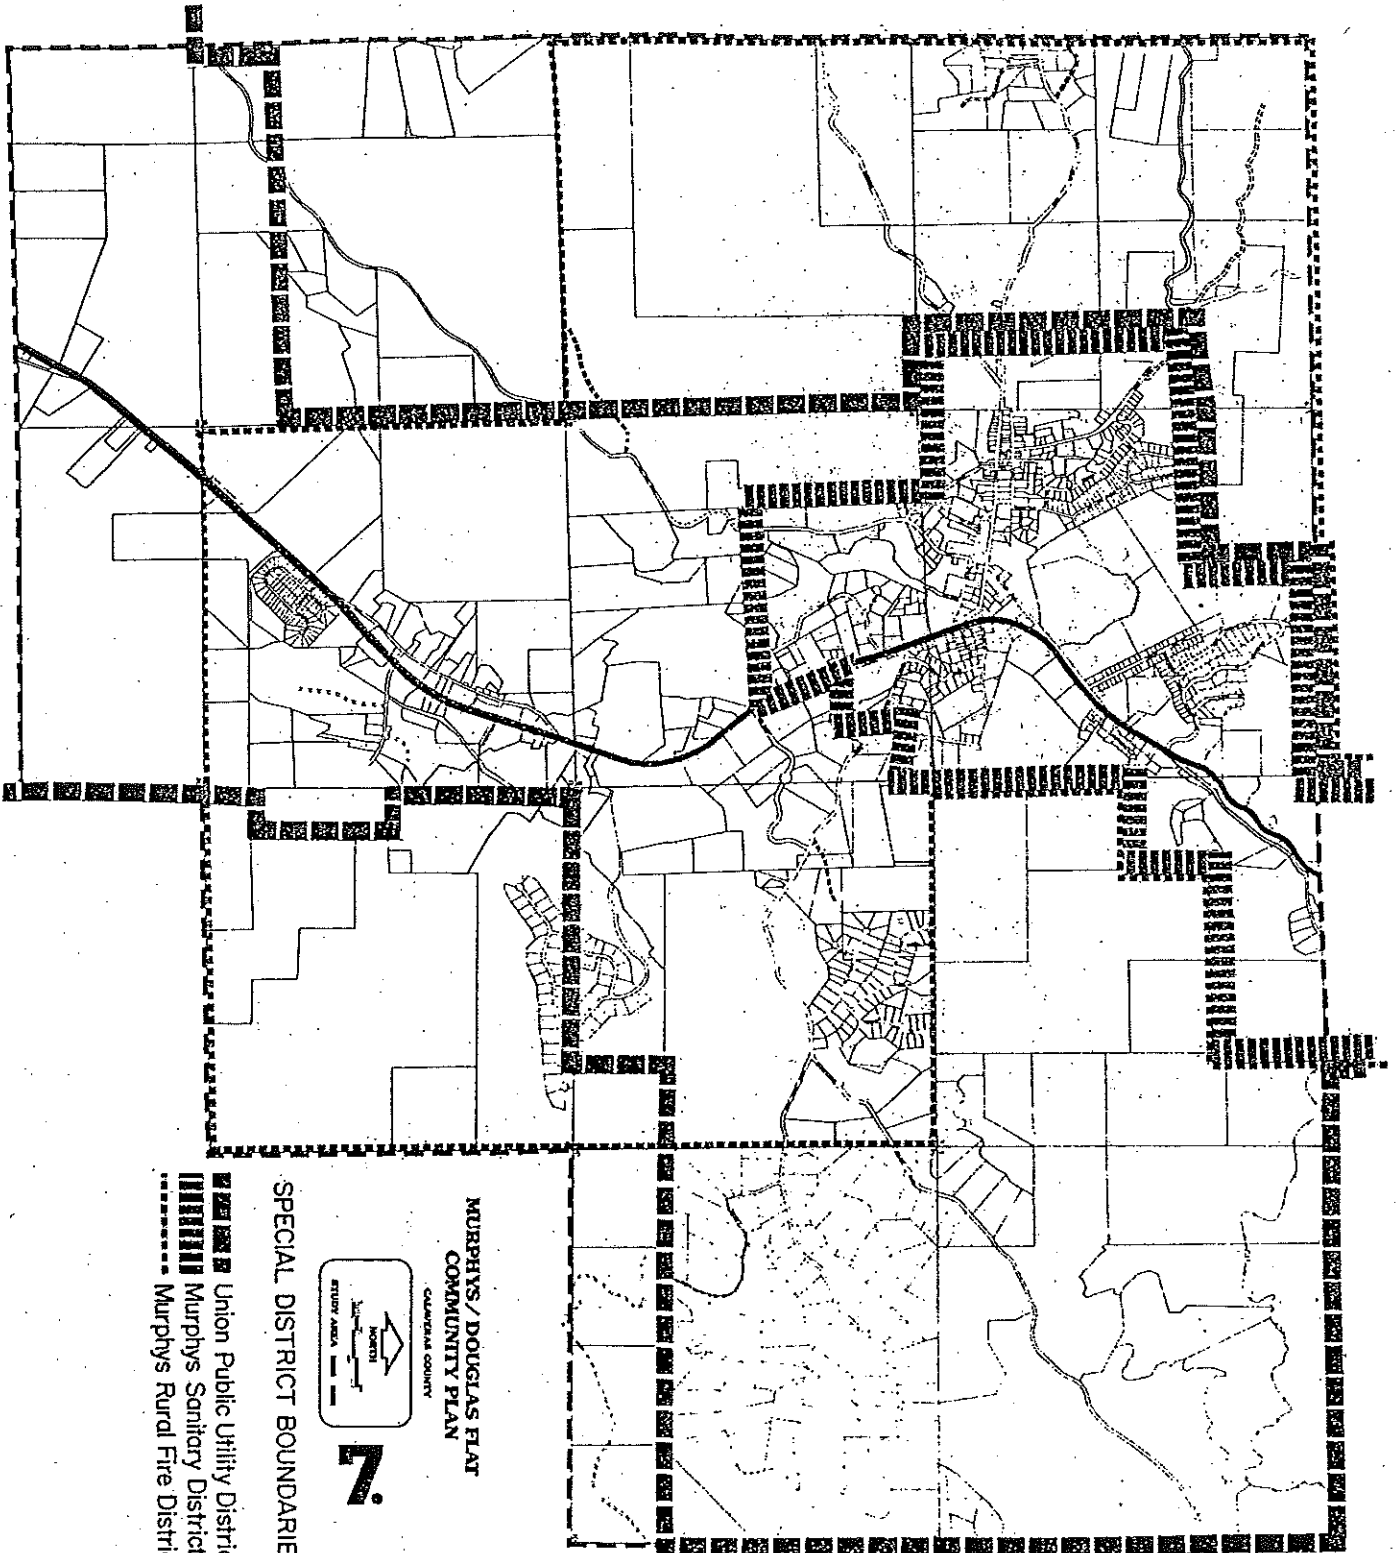 MURPHYS / DOUGLAS FLAT
COMMUNITY PLAN
CALAVERAS COUNTY
NORTH
STUDY AREA
7.
SPECIAL DISTRICT BOUNDARIE
Union Public Utility Distric
Murphys Sanitary District
Murphys Rural Fire Distri